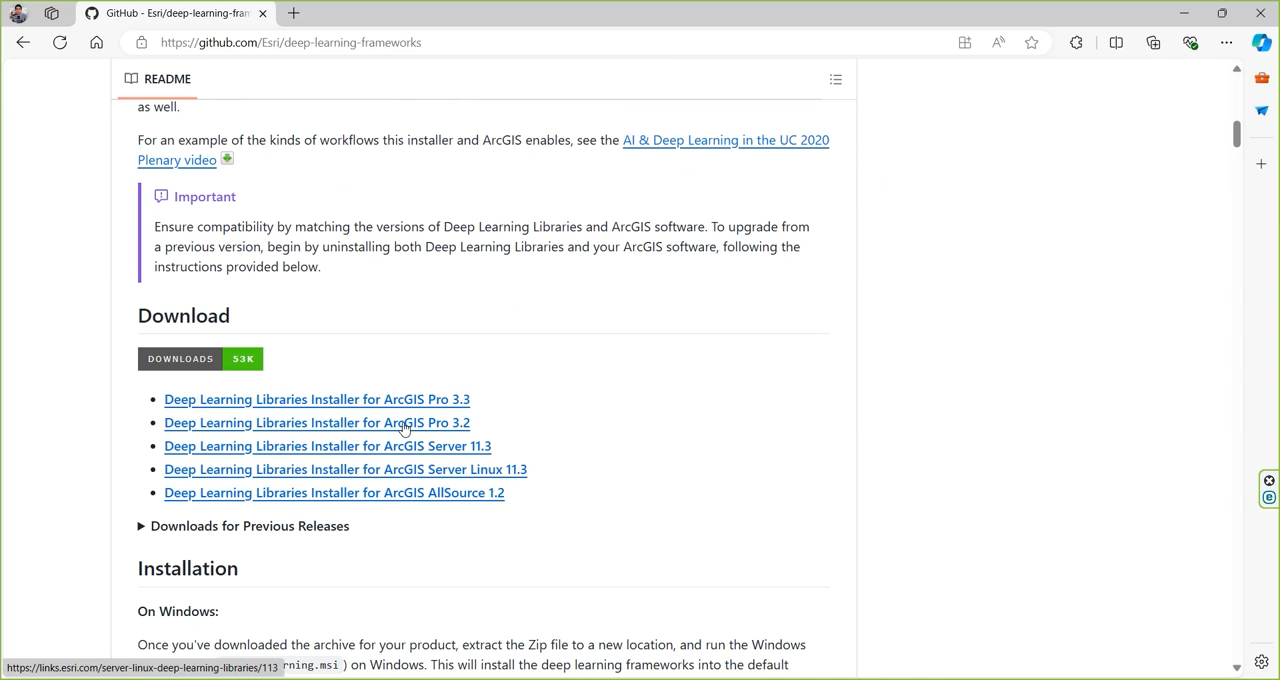 GitHub - Esri/deep-learning-fran
https://github.com/Esri/deep-learning-frameworks
README
as well.
For an example of the kinds of workflows this installer and ArcGIS enables, see the AI & Deep Learning in the UC 2020
Plenary video
Important
Ensure compatibility by matching the versions of Deep Learning Libraries and ArcGIS software. To upgrade from
a previous version, begin by uninstalling both Deep Learning Libraries and your ArcGIS software, following the
instructions provided below.
Download
DOWNLOADS 53K
Deep Learning Libraries Installer for ArcGIS Pro 3.3
Deep Learning Libraries Installer for ArcGIS Pro 3.2
Deep Learning Libraries Installer for ArcGIS Server 11.3
Deep Learning Libraries Installer for ArcGIS Server Linux 11.3
Deep Learning Libraries Installer for ArcGIS AllSource 1.2
Downloads for Previous Releases
Installation
On Windows:
Once you've downloaded the archive for your product, extract the Zip file to a new location, and run the Windows
https://links.esri.com/server-linux-deep-learning-libraries/113 rning.msi ) on Windows. This will install the deep learning frameworks into the default